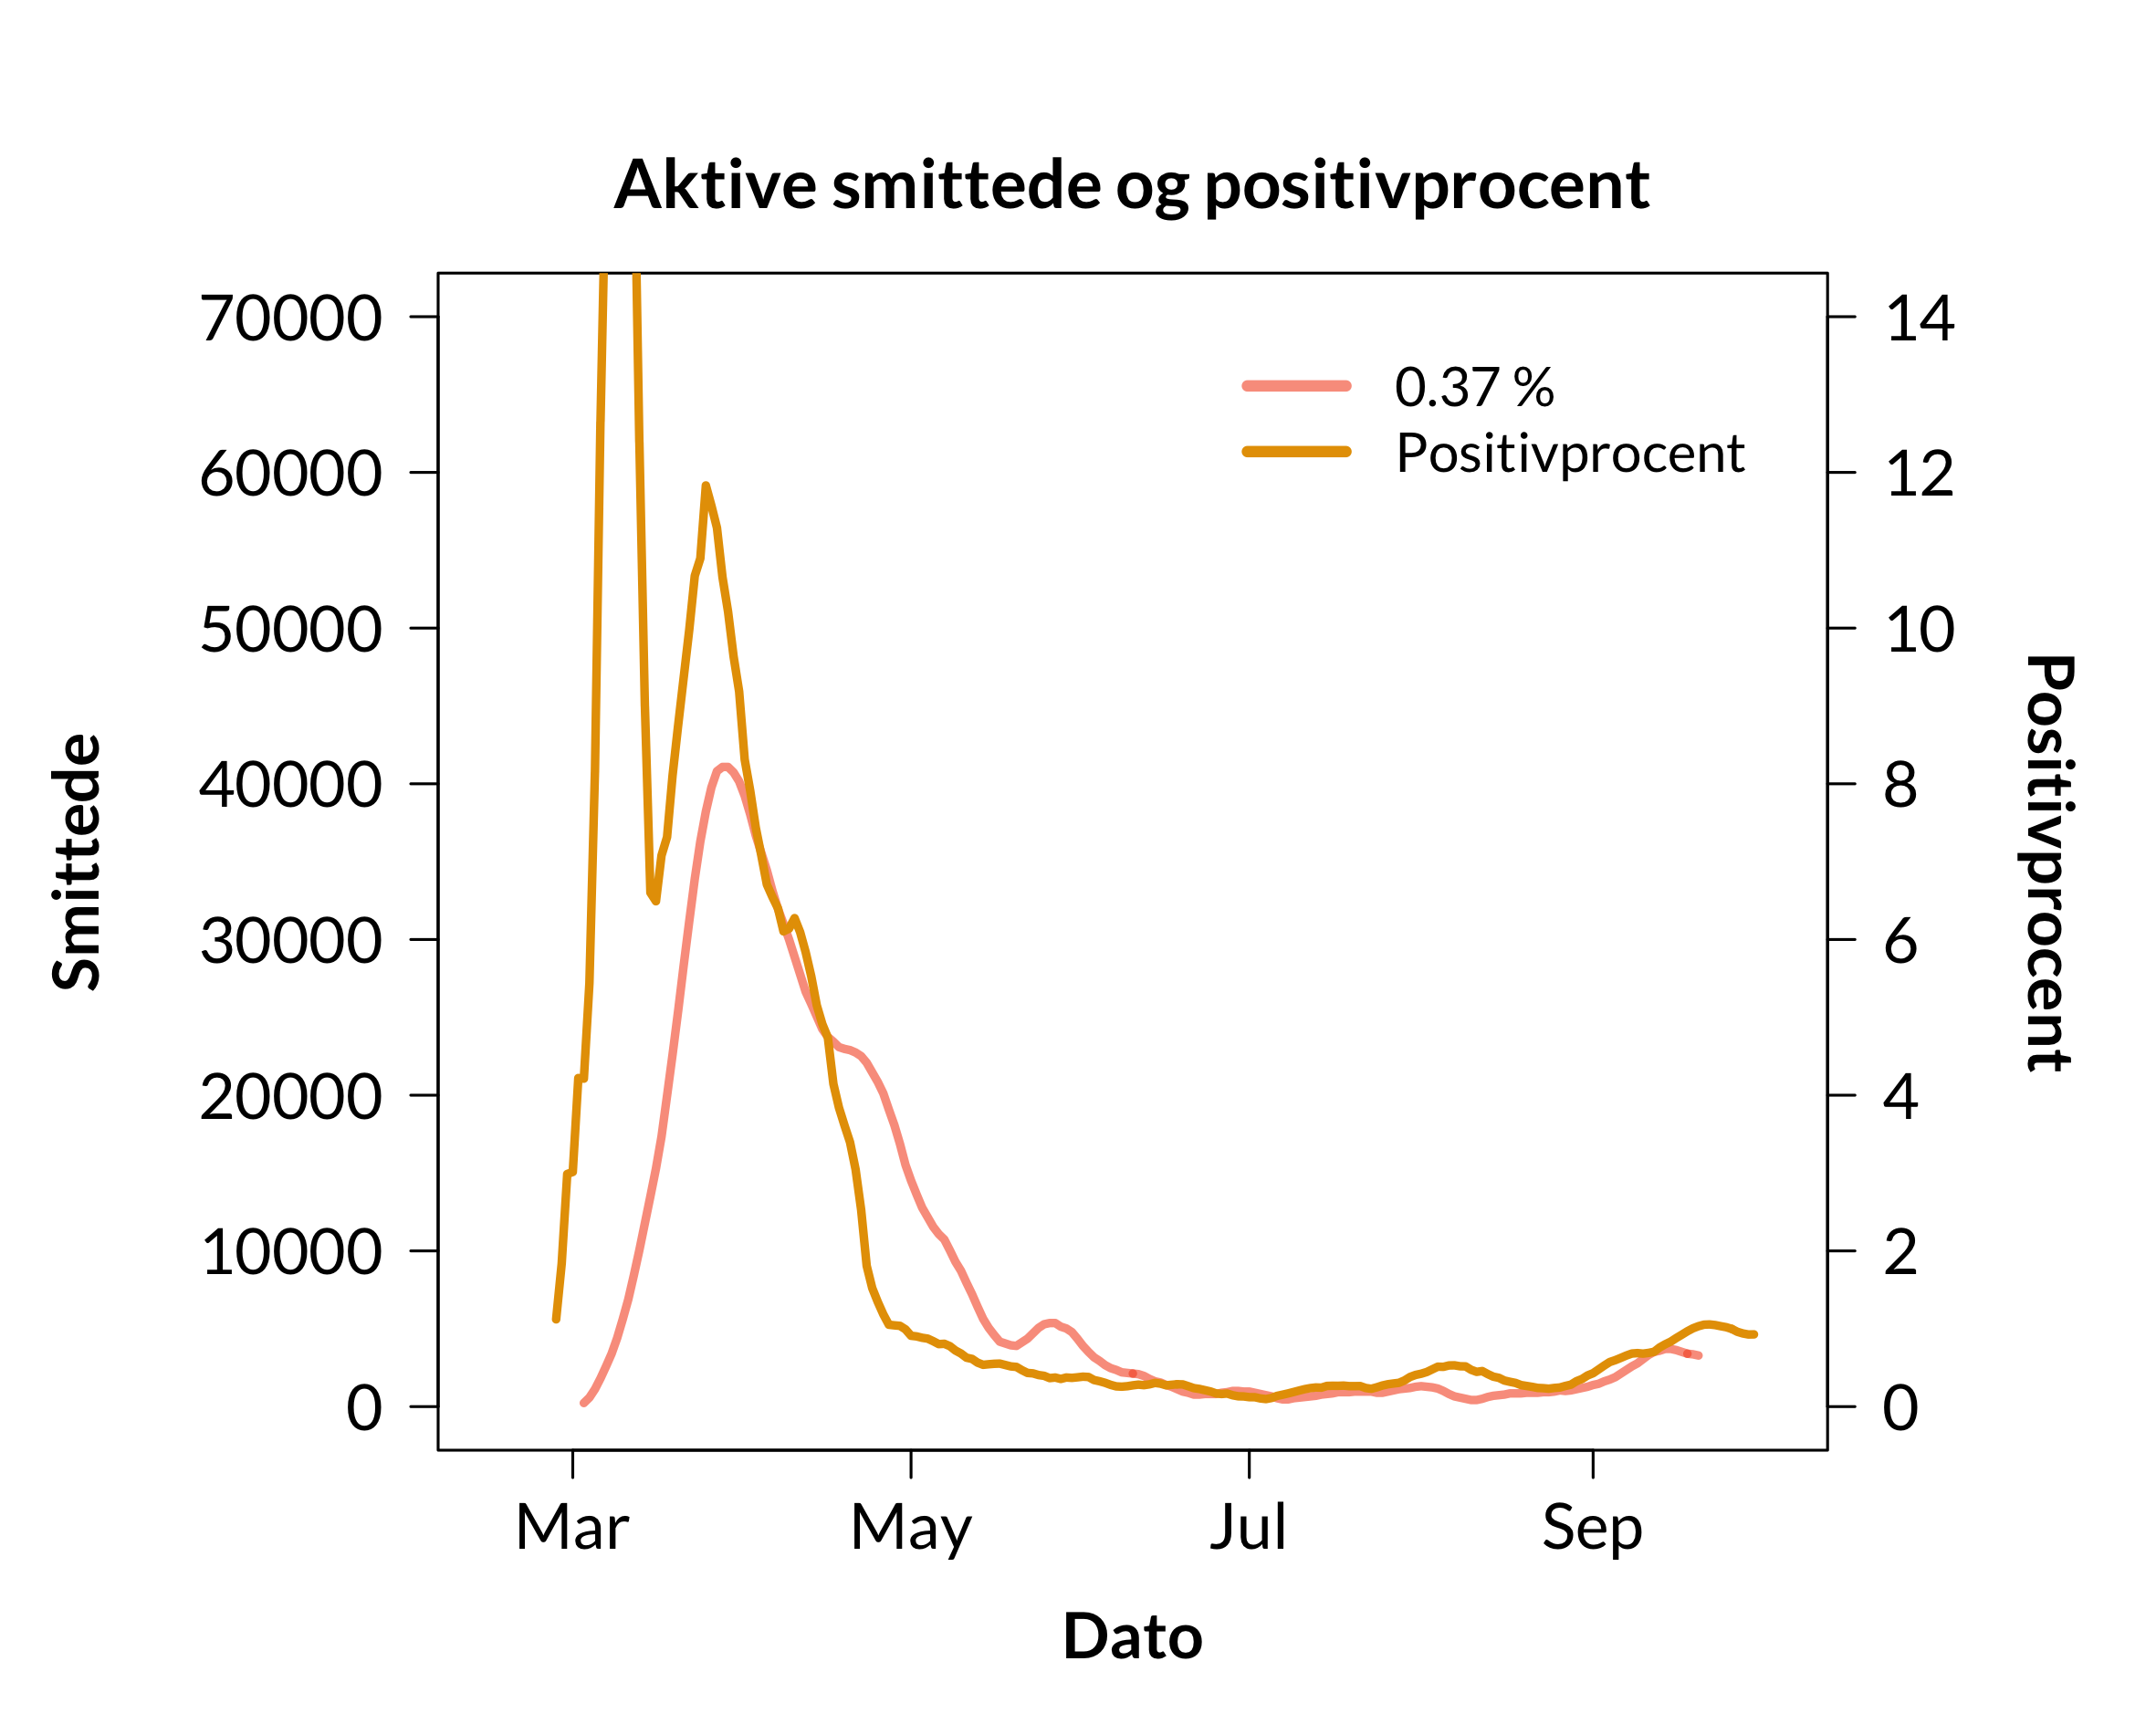 Aktive smittede og positivprocent
70000
60000
50000
40000
30000
20000
10000
0
Smittede
0.37 %
Positivprocent
14
12
10
8
6
4
2
0
Positivprocent
Mar May Jul Sep
Dato